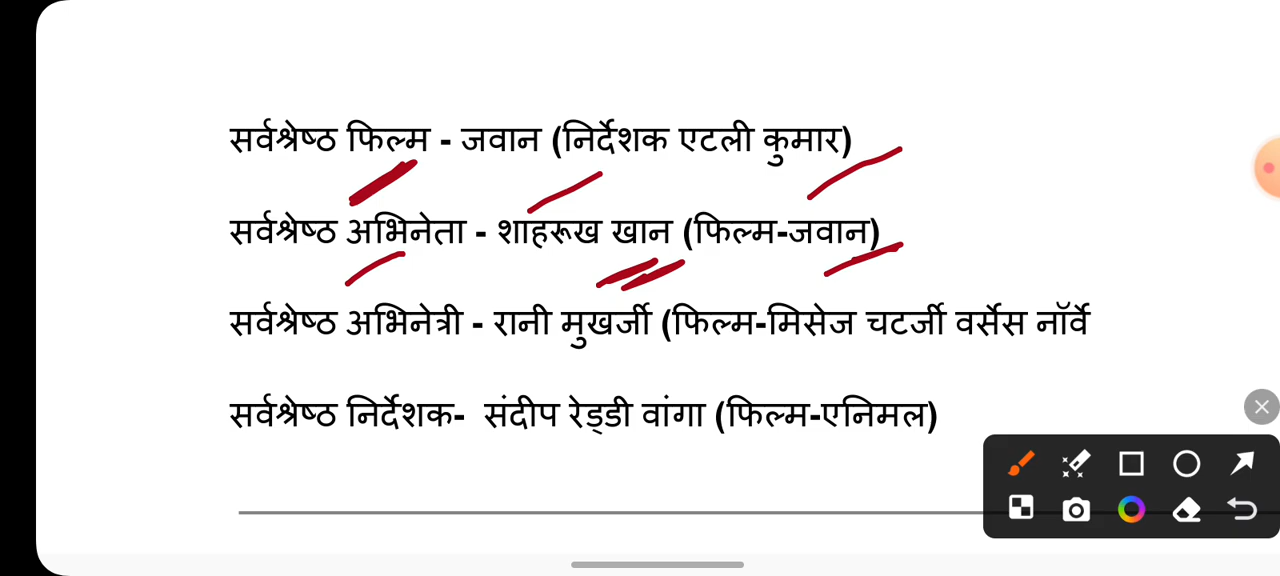 सर्वश्रेष्ठ फिल्म - जवान (निर्देशक एटली कुमार)
सर्वश्रेष्ठ अभिनेता - शाहरूख खान (फिल्म-जवान)
सर्वश्रेष्ठ अभिनेत्री - रानी मुखर्जी (फिल्म-मिसेज चटर्जी वर्सेस नॉर्वे
सर्वश्रेष्ठ निर्देशक- संदीप रेड्डी वांगा (फिल्म-एनिमल)